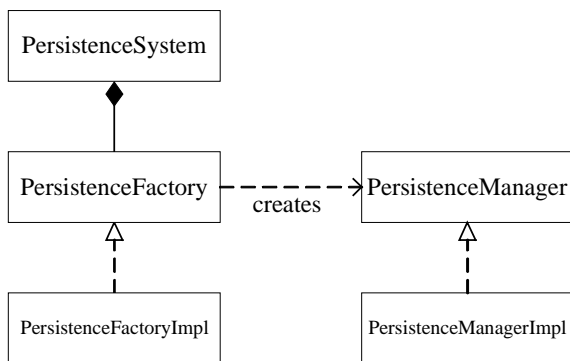 PersistenceSystem
PersistenceFactory
PersistenceManager
creates
PersistenceFactoryImpl
PersistenceManagerImpl